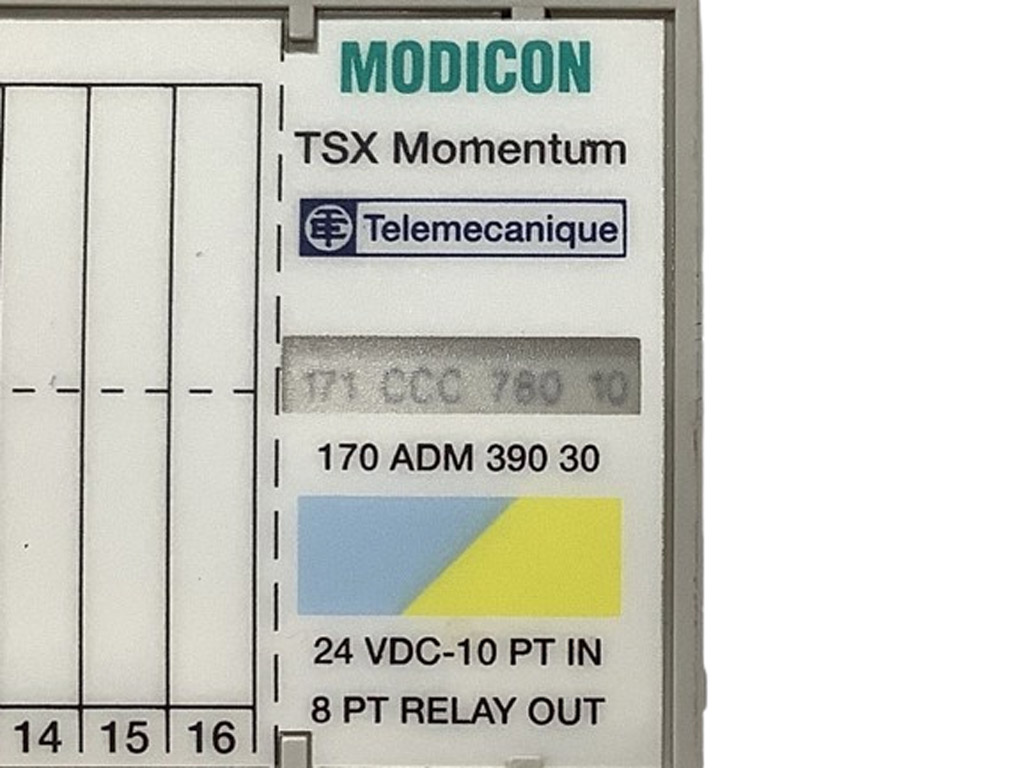 MODICON
TSX Momentum
Telemecanique
171 CCC 780 10
170 ADM 390 30
24 VDC-10 PT IN
8 PT RELAY OUT
14 15 16